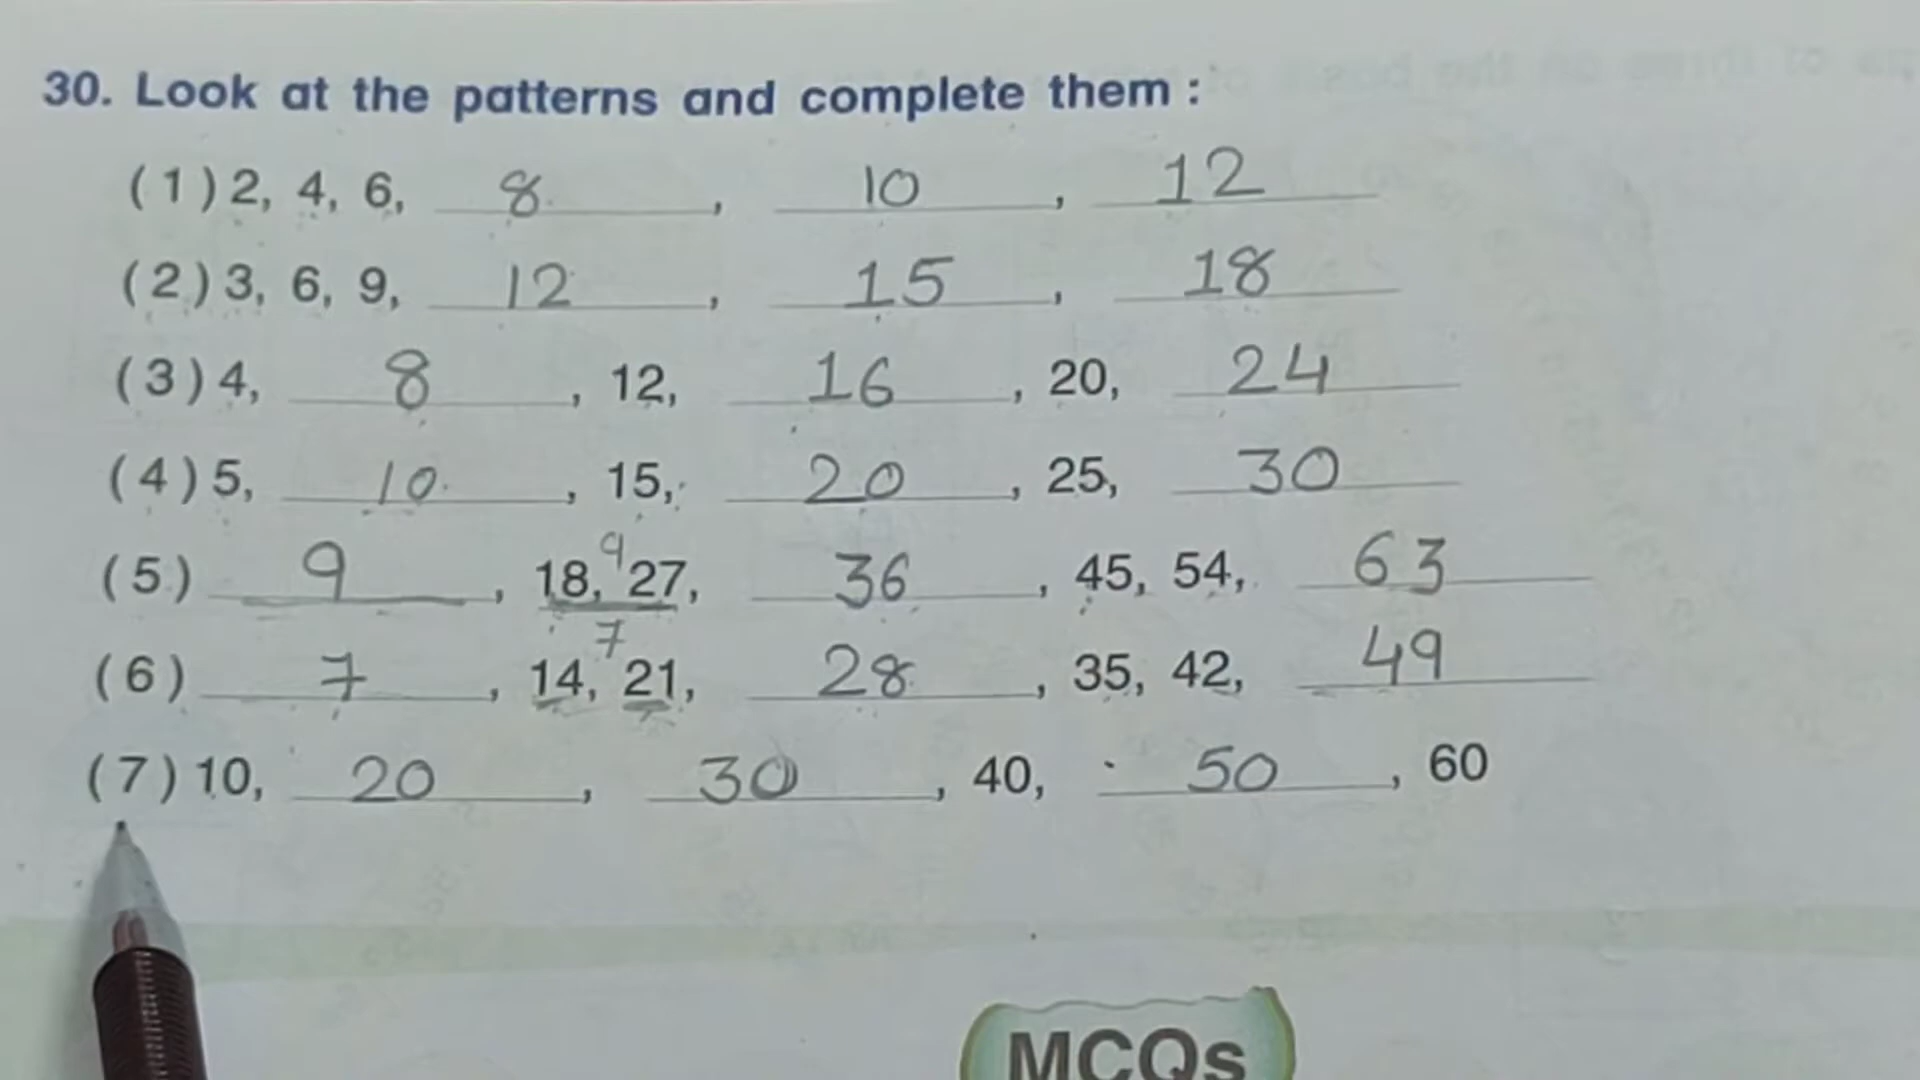 30. Look at the patterns and complete them :
(1) 2, 4, 6, 8, 10, 12
(2) 3, 6, 9, 12, 15, 18
(3) 4, 8, 12, 16, 20, 24
(4) 5, 10, 15, 20, 25, 30
9
(5) 9, 18, 27, 36, 45, 54, 63
7
(6) 7, 14, 21, 28, 35, 42, 49
(7) 10, 20, 30, 40, 50, 60
MCQs